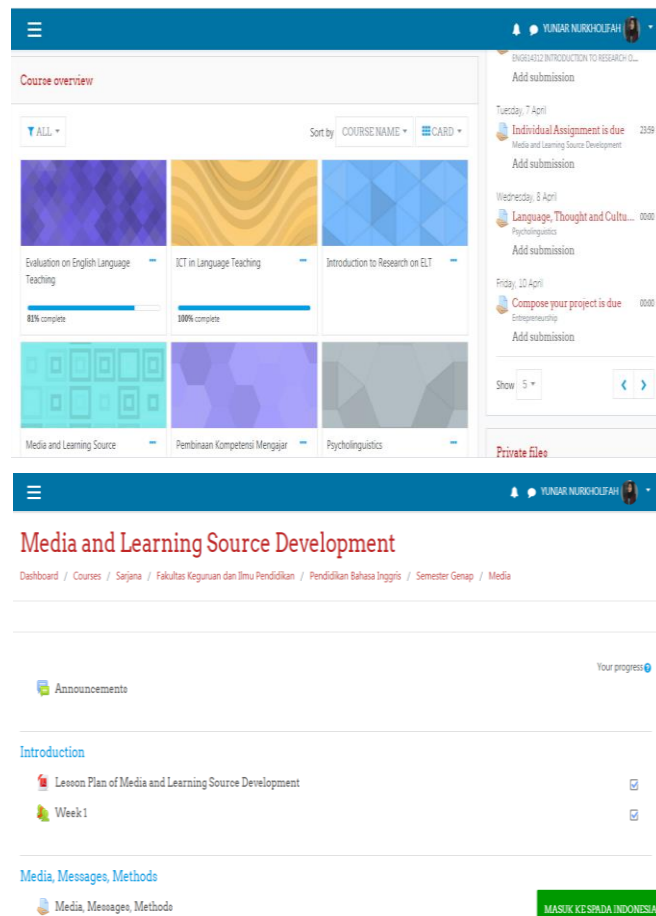 YUNIAR NURKHOLIFAH
Course overview
ALL
Sort by COURSE NAME CARD
Evaluation on English Language
Teaching
81% complete
ICT in Language Teaching
100% complete
Introduction to Research on ELT
Media and Learning Source
Pembinaan Kompetensi Mengajar
Psycholinguistics
ENG614312 INTRODUCTION TO RESEARCH O...
Add submission
Tuesday, 7 April
Individual Assignment is due 23:59
Media and Learning Source Development
Add submission
Wednesday, 8 April
Language, Thought and Cultu... 00:00
Psycholinguistics
Add submission
Friday, 10 April
Compose your project is due 00:00
Entrepreneurship
Add submission
Show 5
Private files
YUNIAR NURKHOLIFAH
Media and Learning Source Development
Dashboard / Courses / Sarjana / Fakultas Keguruan dan Ilmu Pendidikan / Pendidikan Bahasa Inggris / Semester Genap / Media
Your progress
Announcements
Introduction
Lesson Plan of Media and Learning Source Development
Week 1
Media, Messages, Methods
Media, Messages, Methods
MASUK KE SPADA INDONESIA